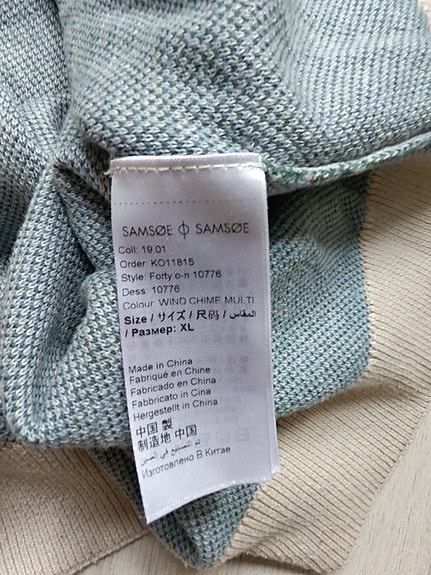 SAMSØE ϕ SAMSØE
Coll: 19.01
Order: KO11815
Style: Forty o-n 10776
Dess: 10776
Colour: WIND CHIME MULTI
Size / サイズ / 尺码 / المقاس /
/ Размер: XL
Made in China
Fabriqué en Chine
Fabricado en China
Fabbricato in Cina
Hergestellt in China
中国 製
制造地 中国
تم التصنيع في الصين
Изготовлено В Китае